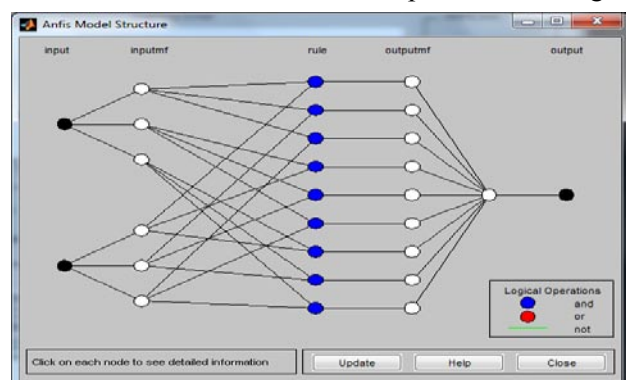 Anfis Model Structure
input inputmf rule outputmf output
Logical Operations
and
or
not
Click on each node to see detailed information Update Help Close